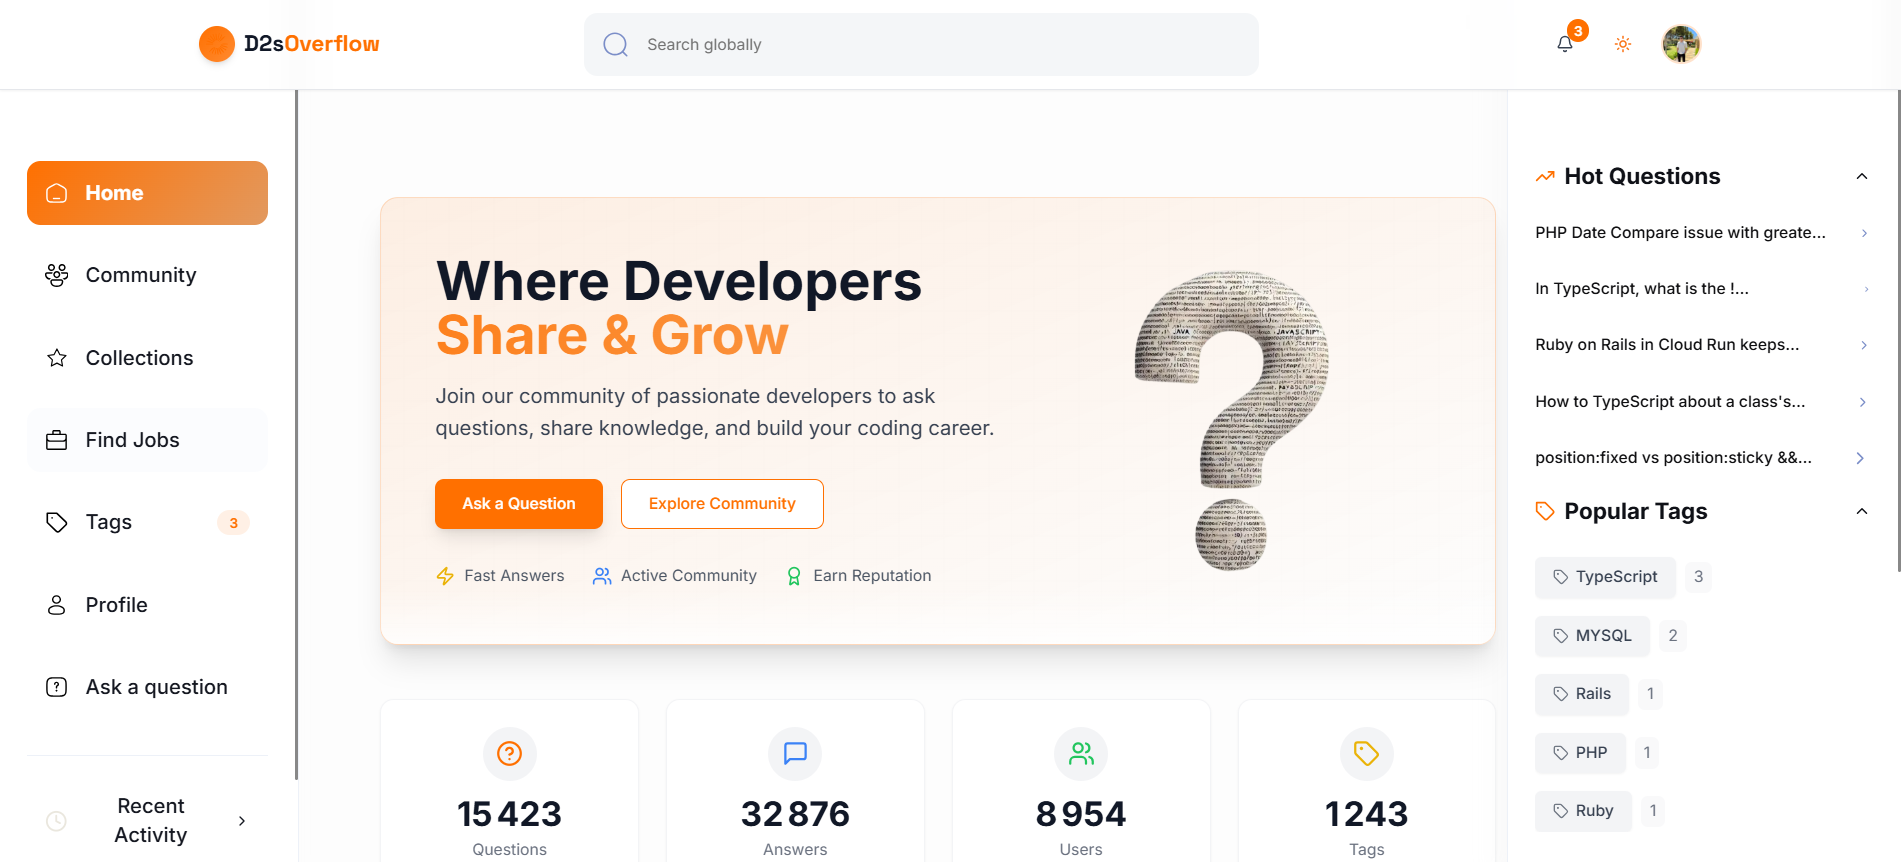 D2sOverflow
Search globally
3
Home
Community
Collections
Find Jobs
Tags
3
Profile
Ask a question
Recent
Activity
Where Developers
Share & Grow
Join our community of passionate developers to ask
questions, share knowledge, and build your coding career.
Ask a Question
Explore Community
Fast Answers
Active Community
Earn Reputation
15 423
Questions
32 876
Answers
8 954
Users
1 243
Tags
Hot Questions
PHP Date Compare issue with greate...
In TypeScript, what is the !...
Ruby on Rails in Cloud Run keeps...
How to TypeScript about a class's...
position:fixed vs position:sticky &&...
Popular Tags
TypeScript
3
MYSQL
2
Rails
1
PHP
1
Ruby
1